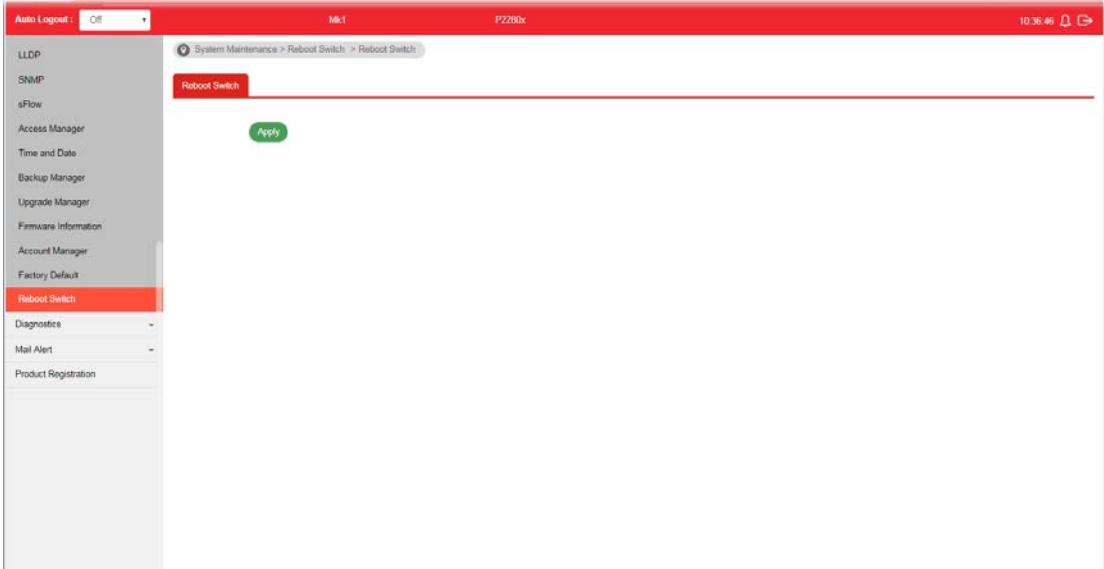 Auto Logout : Off Mk1 P2280x 10:36:46
System Maintenance > Reboot Switch > Reboot Switch
Reboot Switch
Apply
LLDP
SNMP
sFlow
Access Manager
Time and Date
Backup Manager
Upgrade Manager
Firmware Information
Account Manager
Factory Default
Reboot Switch
Diagnostics
Mail Alert
Product Registration